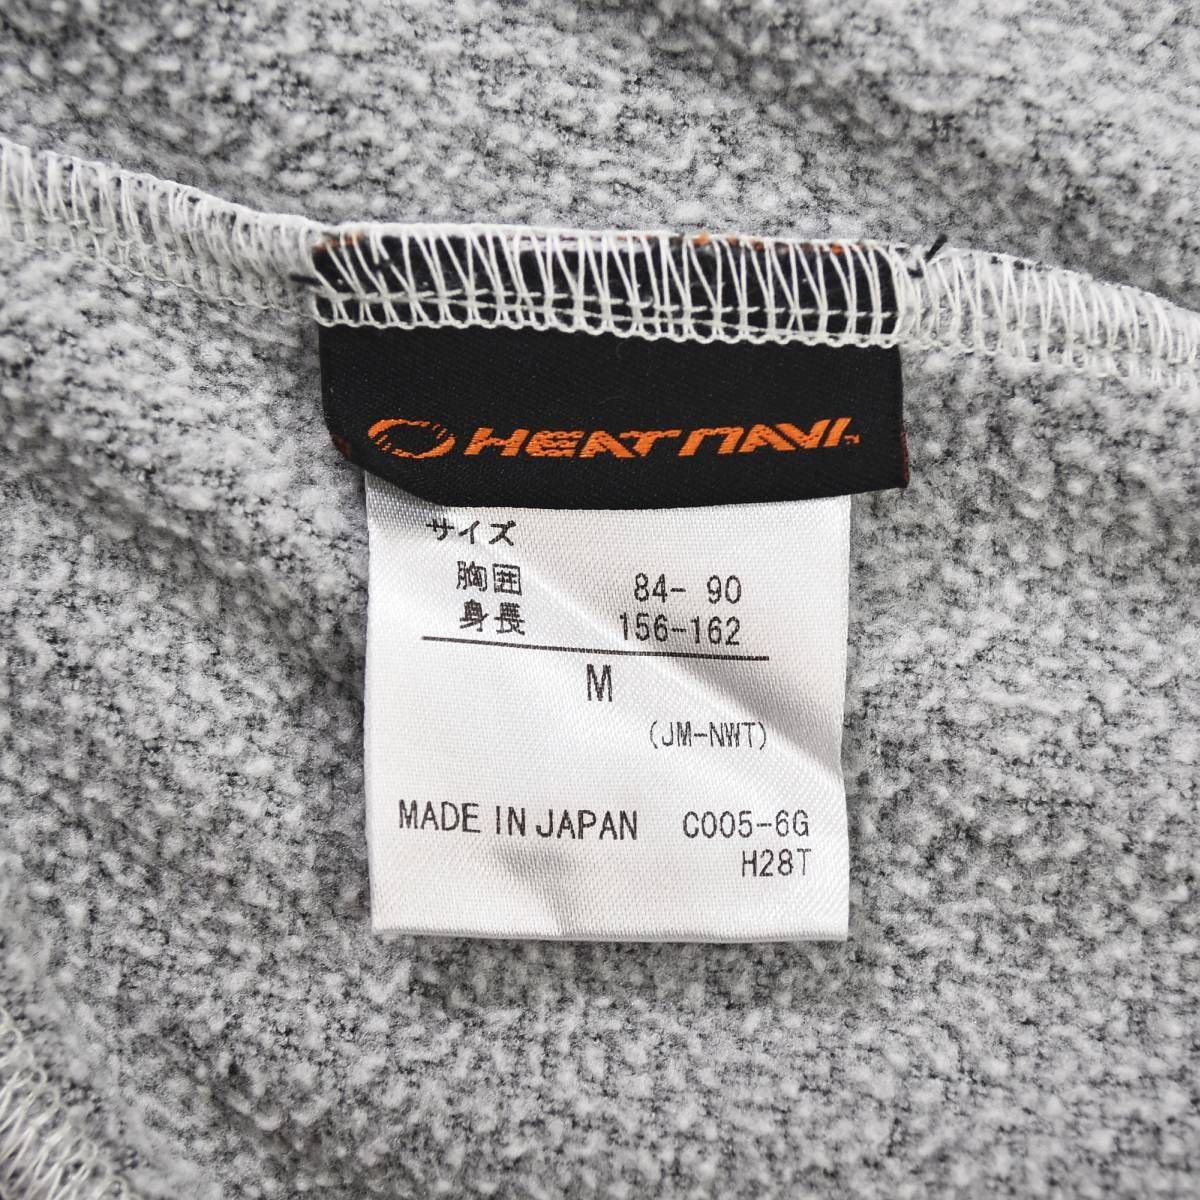 HEATNAVI
サイズ
胸囲 84- 90
身長 156-162
M
(JM-NWT)
MADE IN JAPAN C005-6G
H28T